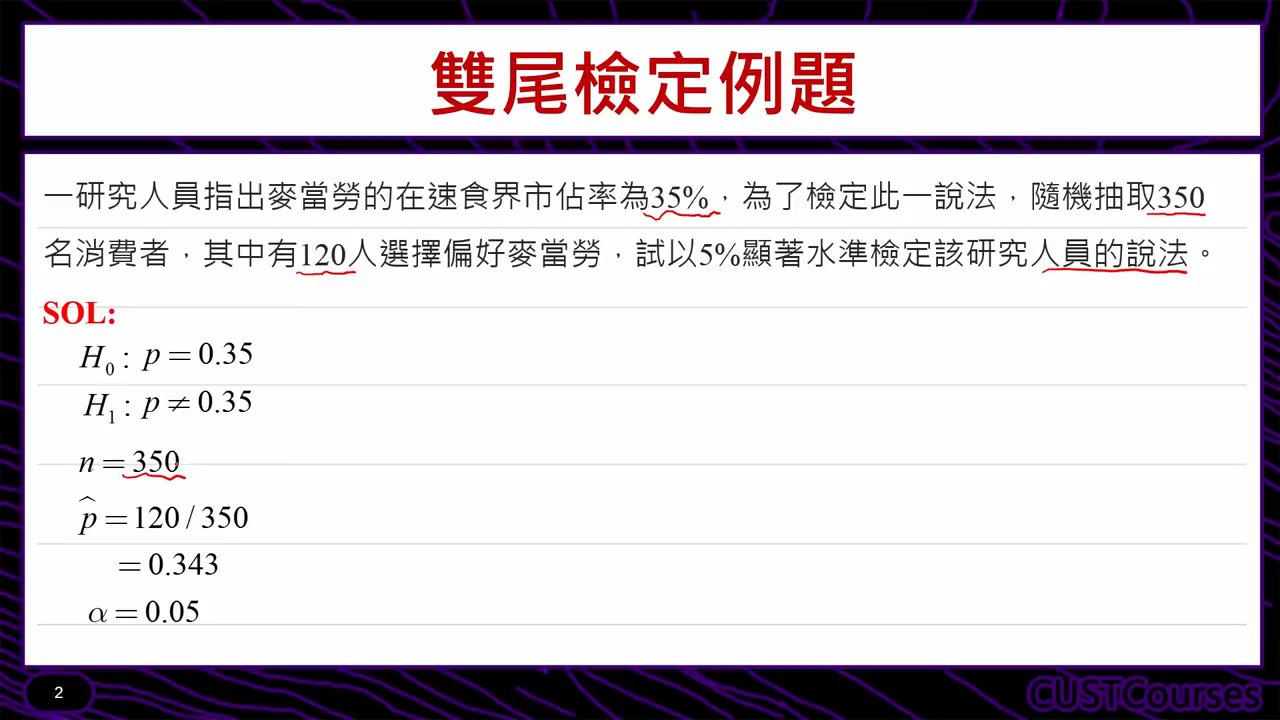 雙尾檢定例題
一研究人員指出麥當勞的在速食界市佔率為35%，為了檢定此一說法，隨機抽取350
名消費者，其中有120人選擇偏好麥當勞，試以5%顯著水準檢定該研究人員的說法。
SOL:
H₀ : p = 0.35
H₁ : p ≠ 0.35
n = 350
p̂ = 120 / 350
= 0.343
α = 0.05
2
CUSTCourses